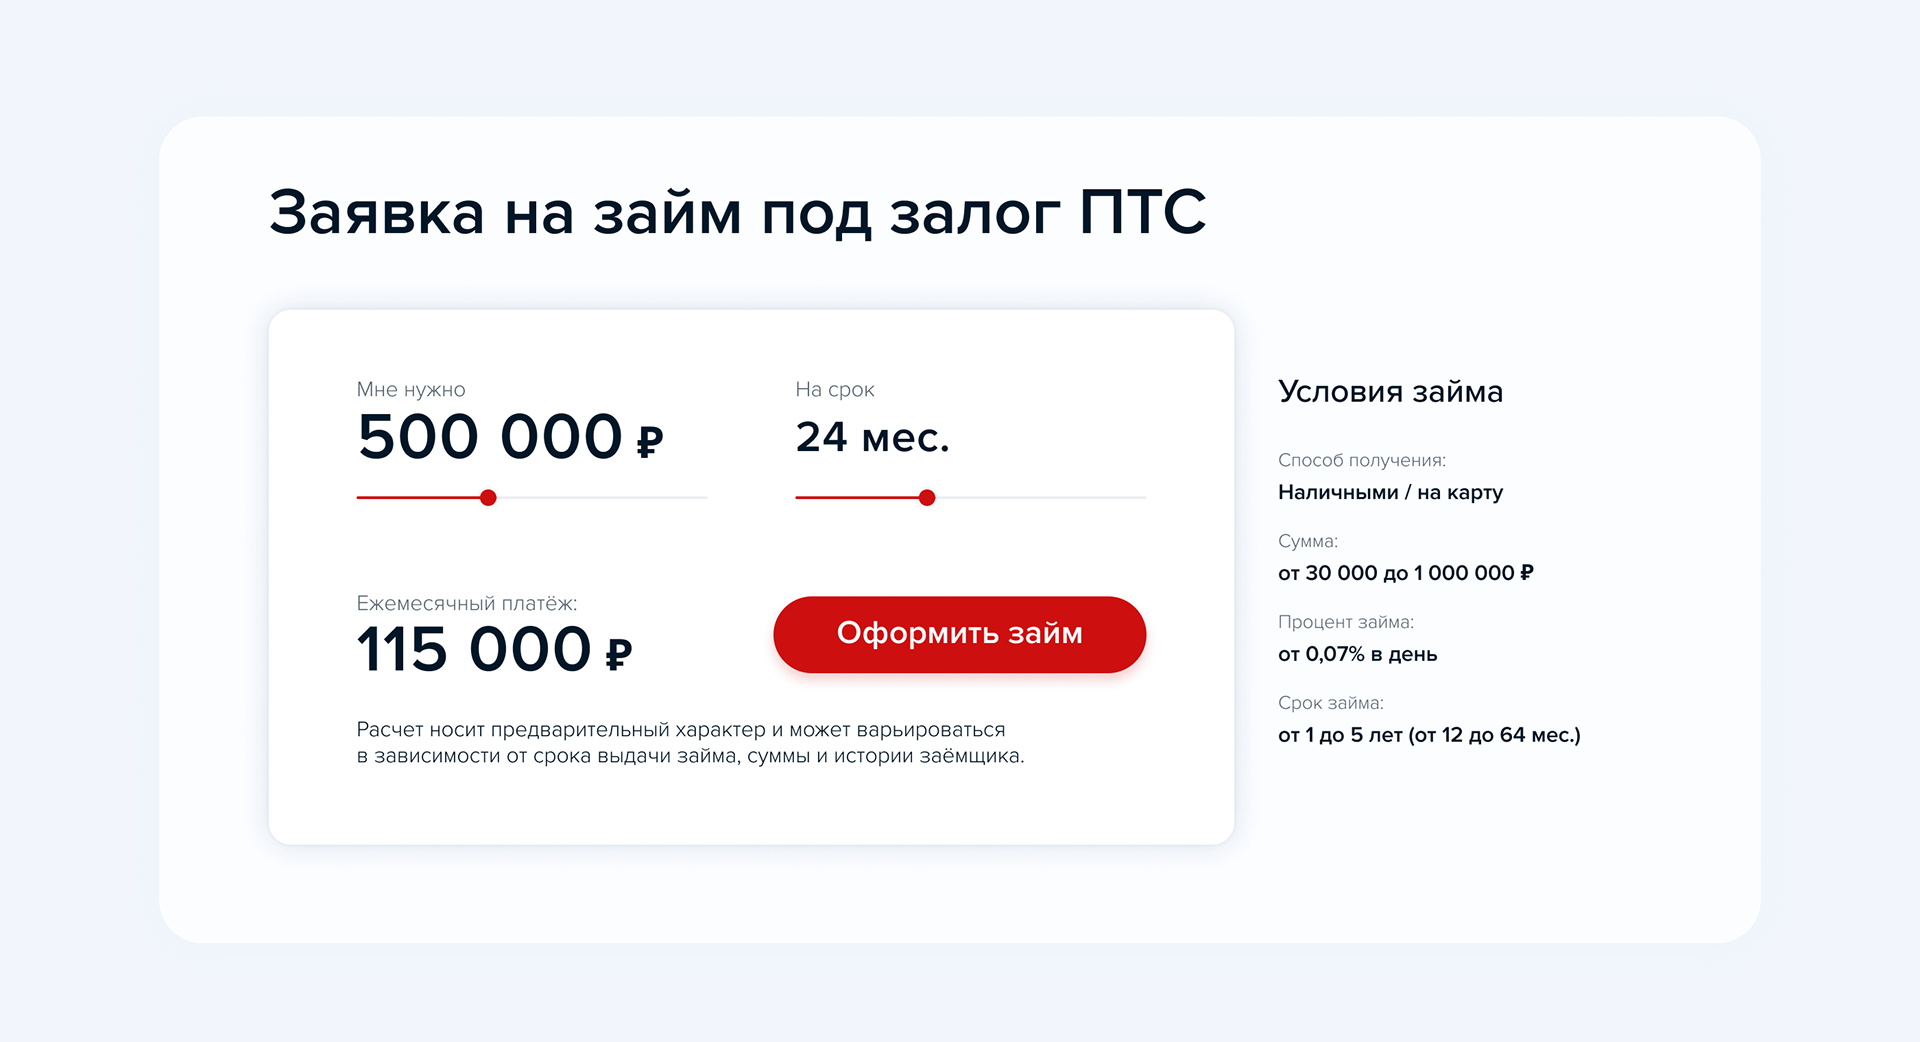 Заявка на займ под залог ПТС
Мне нужно
500 000 ₽
На срок
24 мес.
Ежемесячный платёж:
115 000 ₽
Оформить займ
Расчет носит предварительный характер и может варьироваться
в зависимости от срока выдачи займа, суммы и истории заёмщика.
Условия займа
Способ получения:
Наличными / на карту
Сумма:
от 30 000 до 1 000 000 ₽
Процент займа:
от 0,07% в день
Срок займа:
от 1 до 5 лет (от 12 до 64 мес.)